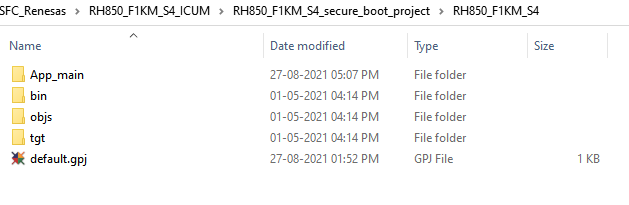 SFC_Renesas > RH850_F1KM_S4_ICUM > RH850_F1KM_S4_secure_boot_project > RH850_F1KM_S4
Name Date modified Type Size
App_main 27-08-2021 05:07 PM File folder
bin 01-05-2021 04:14 PM File folder
objs 01-05-2021 04:14 PM File folder
tgt 01-05-2021 04:14 PM File folder
default.gpj 27-08-2021 01:52 PM GPJ File 1 KB